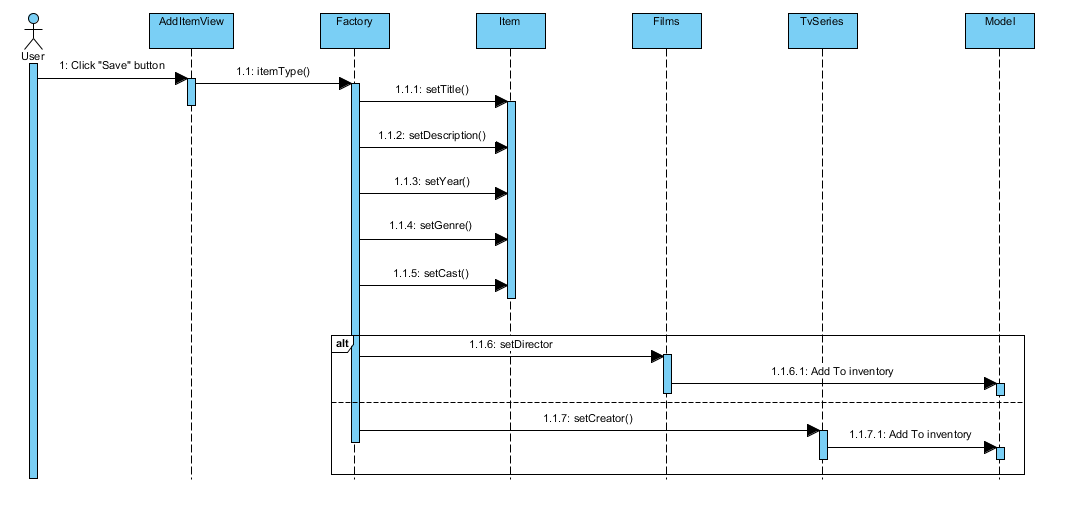 AddItemView
Factory
Item
Films
TvSeries
Model
User
1: Click "Save" button
1.1: itemType()
1.1.1: setTitle()
1.1.2: setDescription()
1.1.3: setYear()
1.1.4: setGenre()
1.1.5: setCast()
alt
1.1.6: setDirector
1.1.6.1: Add To inventory
1.1.7: setCreator()
1.1.7.1: Add To inventory